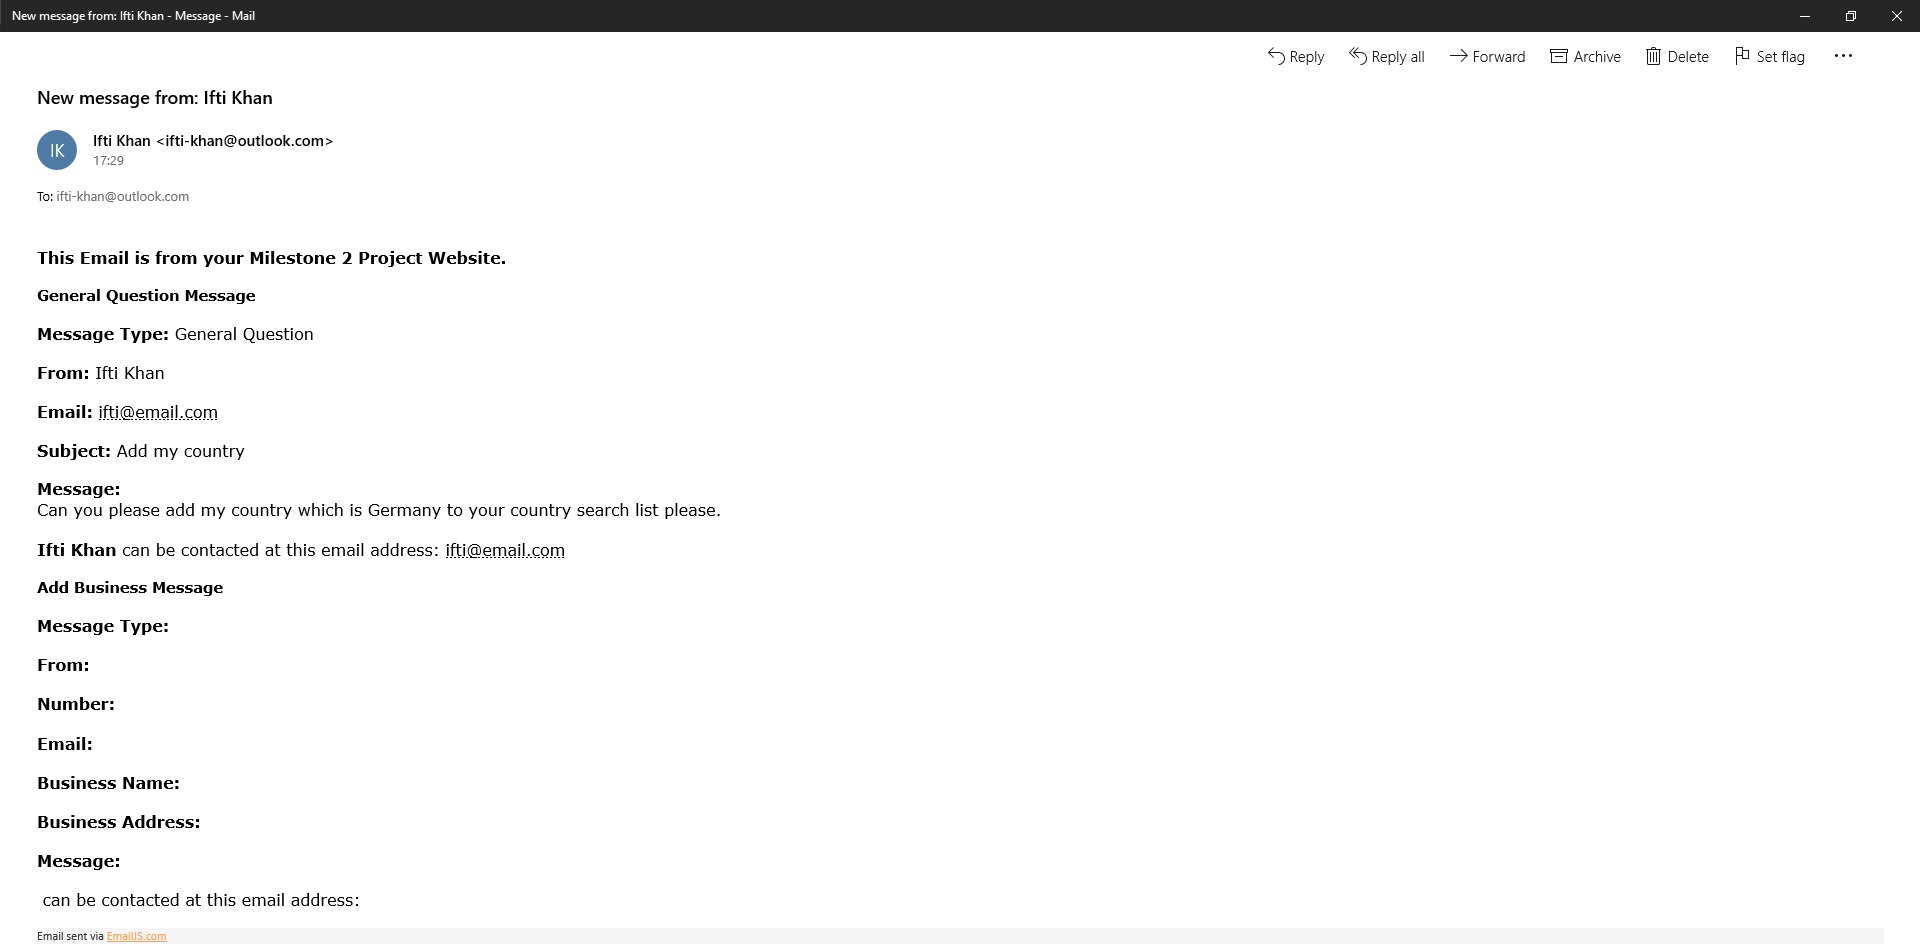 New message from: Ifti Khan - Message - Mail
Reply Reply all Forward Archive Delete Set flag
New message from: Ifti Khan
IK
Ifti Khan <ifti-khan@outlook.com>
17:29
To: ifti-khan@outlook.com
This Email is from your Milestone 2 Project Website.
General Question Message
Message Type: General Question
From: Ifti Khan
Email: ifti@email.com
Subject: Add my country
Message:
Can you please add my country which is Germany to your country search list please.
Ifti Khan can be contacted at this email address: ifti@email.com
Add Business Message
Message Type:
From:
Number:
Email:
Business Name:
Business Address:
Message:
can be contacted at this email address:
Email sent via EmailJS.com